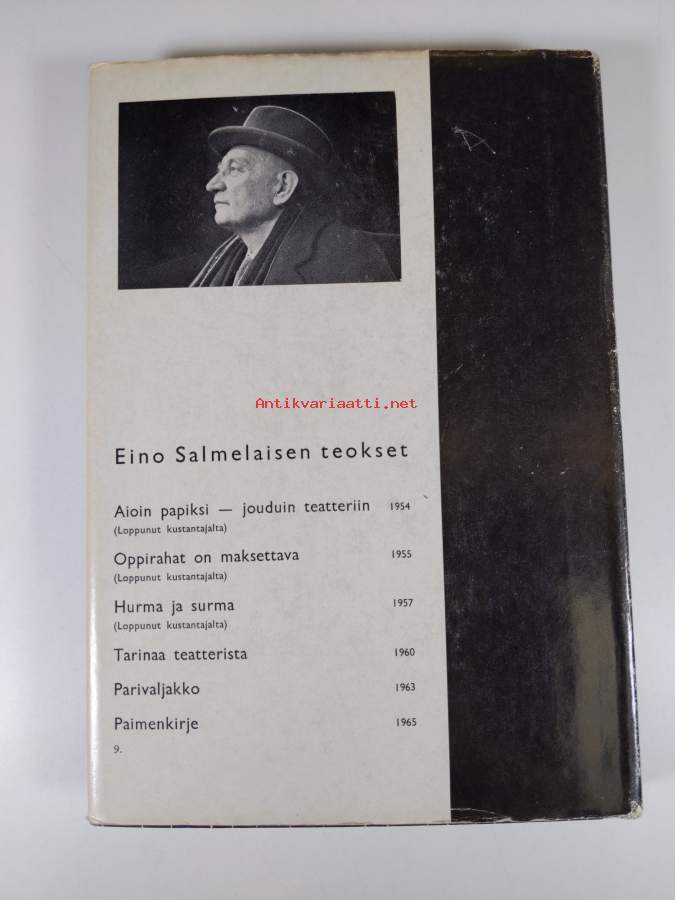 Antikvariaatti.net
Eino Salmelaisen teokset
Aioin papiksi — jouduin teatteriin 1954
(Loppunut kustantajalta)
Oppirahat on maksettava 1955
(Loppunut kustantajalta)
Hurma ja surma 1957
(Loppunut kustantajalta)
Tarinaa teatterista 1960
Parivaljakko 1963
Paimenkirje 1965
9.